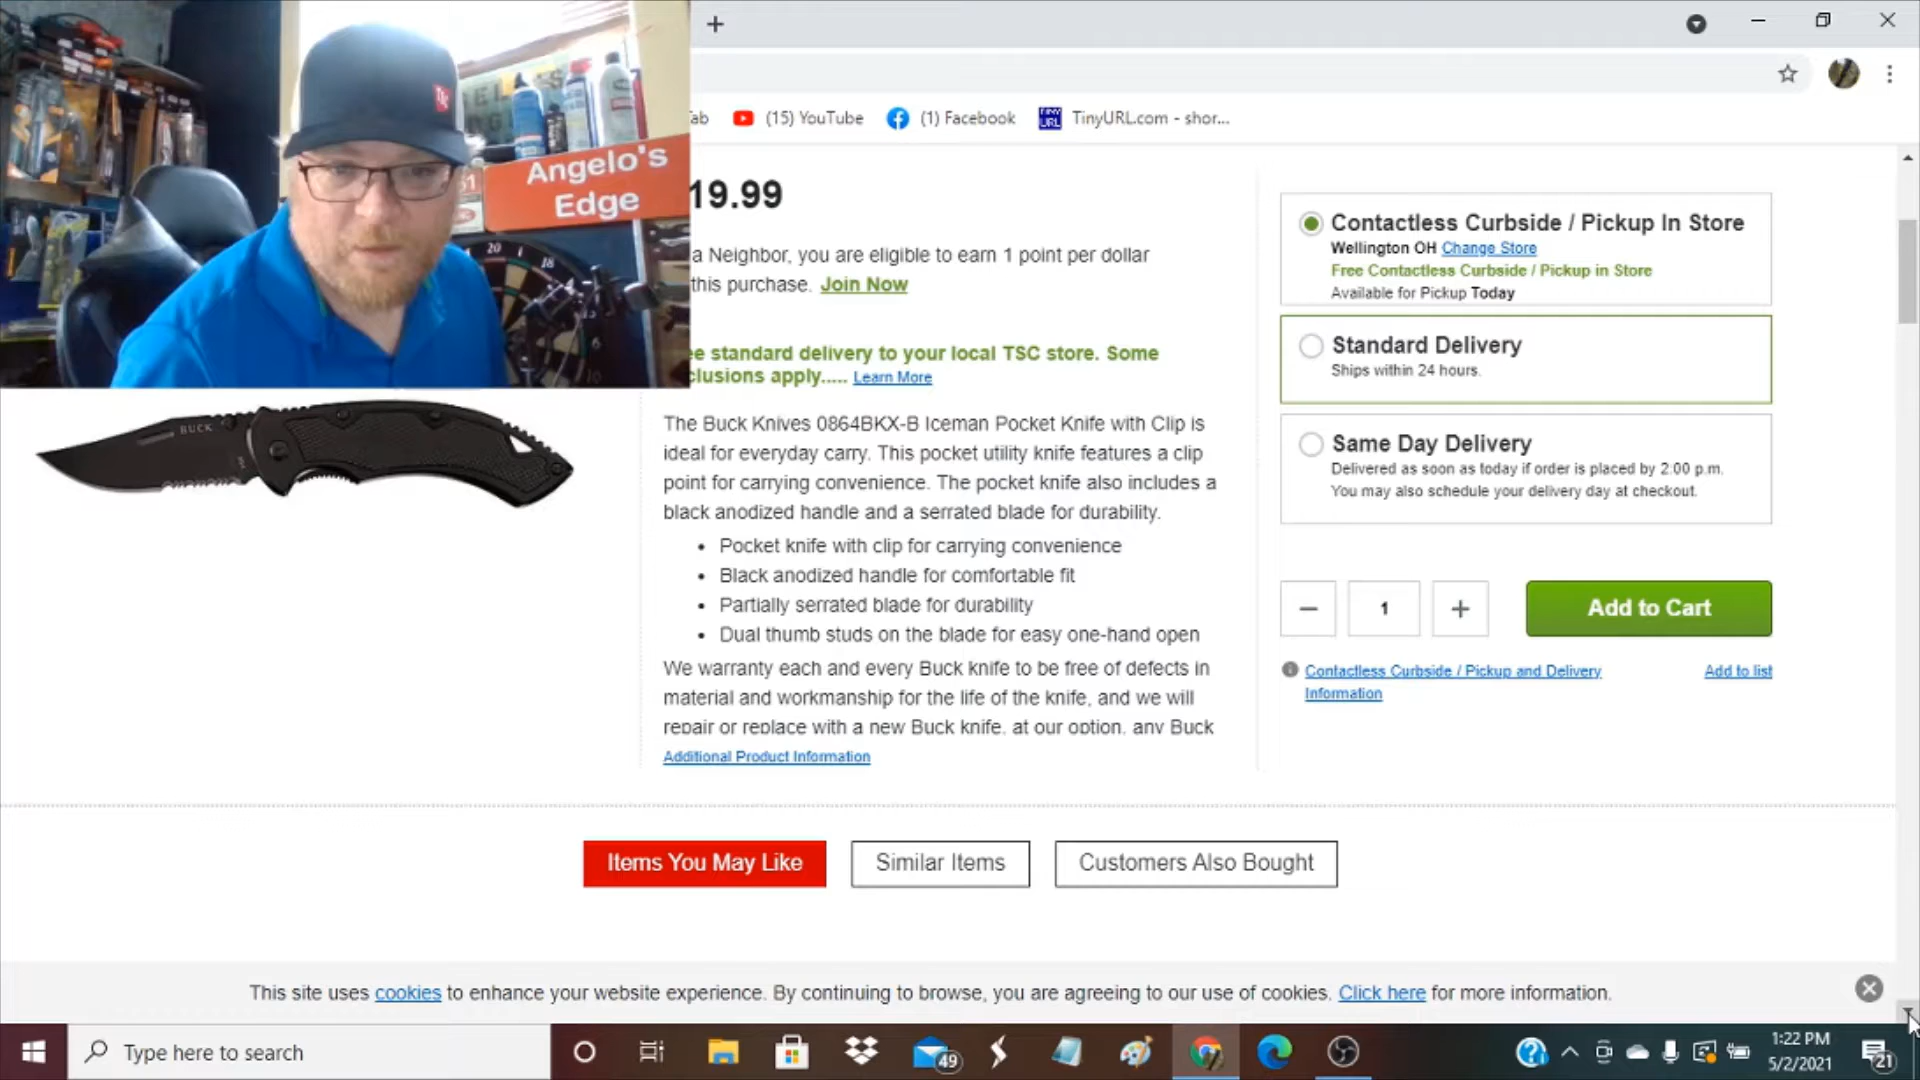 (15) YouTube
(1) Facebook
TinyURL.com - shor...
Angelo's
Edge
19.99
a Neighbor, you are eligible to earn 1 point per dollar
this purchase. Join Now
standard delivery to your local TSC store. Some
apply..... Learn More
BUCK
The Buck Knives 0864BKX-B Iceman Pocket Knife with Clip is
ideal for everyday carry. This pocket utility knife features a clip
point for carrying convenience. The pocket knife also includes a
black anodized handle and a serrated blade for durability.
• Pocket knife with clip for carrying convenience
• Black anodized handle for comfortable fit
• Partially serrated blade for durability
• Dual thumb studs on the blade for easy one-hand open
We warranty each and every Buck knife to be free of defects in
material and workmanship for the life of the knife, and we will
repair or replace with a new Buck knife, at our option, any Buck
Additional Product Information
Contactless Curbside / Pickup In Store
Wellington OH Change Store
Free Contactless Curbside / Pickup in Store
Available for Pickup Today
Standard Delivery
Ships within 24 hours.
Same Day Delivery
Delivered as soon as today if order is placed by 2:00 p.m.
You may also schedule your delivery day at checkout.
1
Add to Cart
Contactless Curbside / Pickup and Delivery
Information
Add to list
Items You May Like
Similar Items
Customers Also Bought
This site uses cookies to enhance your website experience. By continuing to browse, you are agreeing to our use of cookies. Click here for more information.
Type here to search
49
1:22 PM
5/2/2021
21